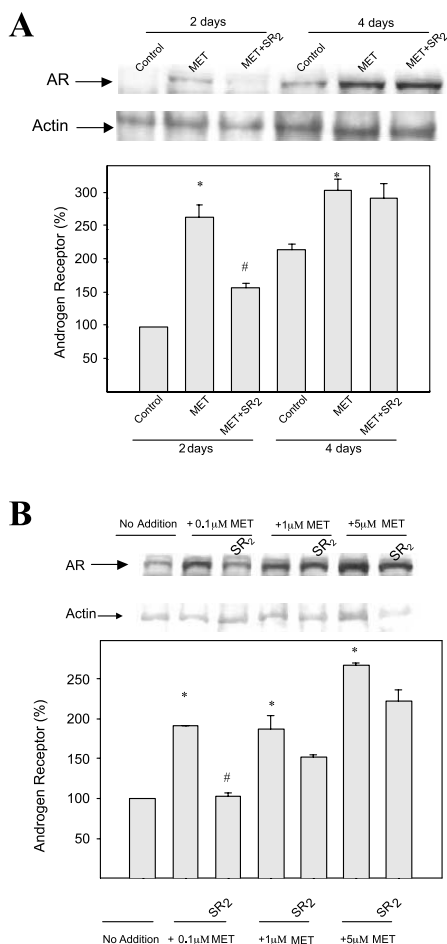 A
2 days 4 days
Control MET MET+SR2 Control MET MET+SR2
AR
Actin
Androgen Receptor (%)
300
250
200
150
100
50
* # *
Control MET MET+SR2 Control MET MET+SR2
2 days 4 days
B
No Addition + 0.1μM MET +1μM MET +5μM MET
SR2 SR2 SR2
AR
Actin
Androgen Receptor (%)
250
200
150
100
50
* # * *
SR2 SR2 SR2
No Addition + 0.1μM MET +1μM MET +5μM MET